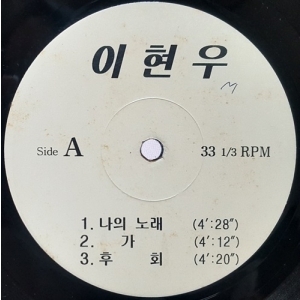 이현우
Side A 33 1/3 RPM
1. 나의 노래 (4':28")
2. 가 (4':12")
3. 후 회 (4':20")